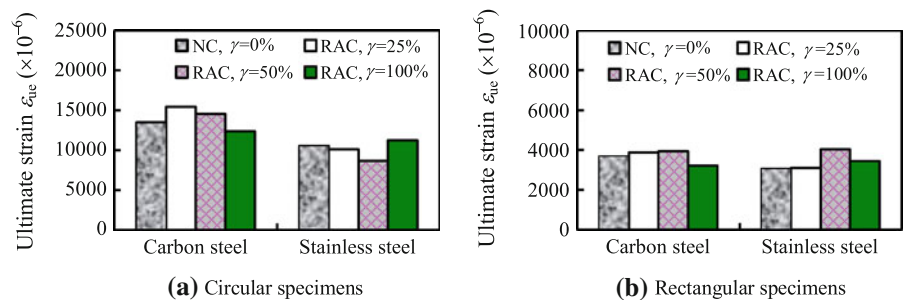 Ultimate strain εue (×10-6)
25000
20000
15000
10000
5000
0
NC, γ=0%
RAC, γ=25%
RAC, γ=50%
RAC, γ=100%
Carbon steel
Stainless steel
(a) Circular specimens
Ultimate strain εue (×10-6)
10000
8000
6000
4000
2000
0
NC, γ=0%
RAC, γ=25%
RAC, γ=50%
RAC, γ=100%
Carbon steel
Stainless steel
(b) Rectangular specimens